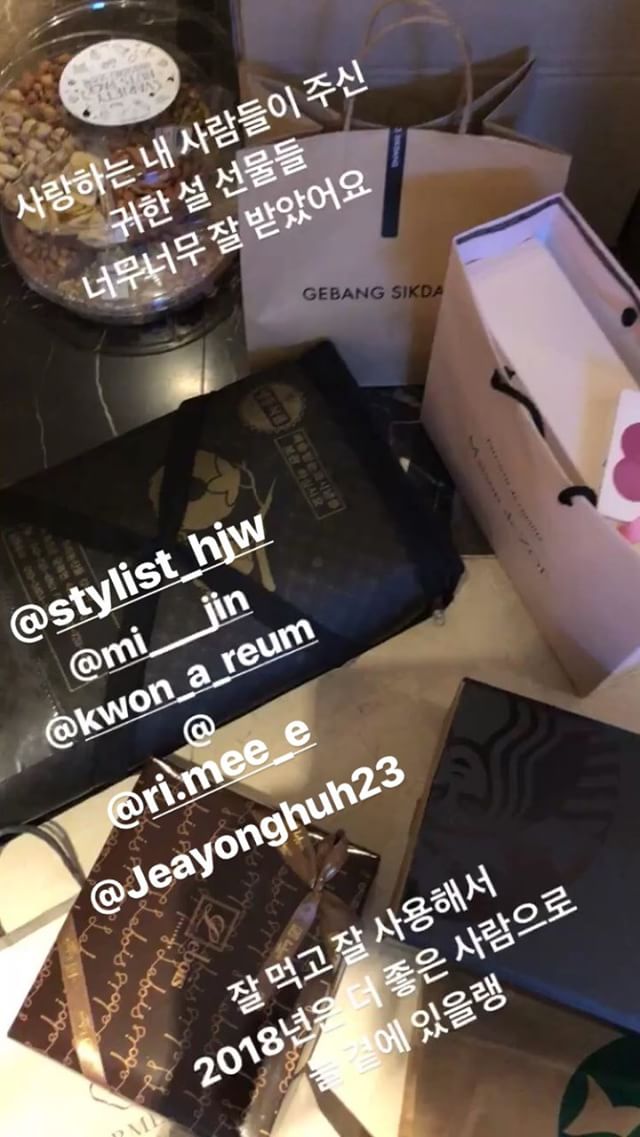 사랑하는 내 사람들이 주신
귀한 설 선물들
너무너무 잘 받았어요
GEBANG SIKDA
@stylist_hjw
@mi___jin
@kwon_a_reum
@
@ri.mee_e
@Jeayonghuh23
잘 먹고 잘 사용해서
2018년은 더 좋은 사람으로
늘 곁에 있을랭